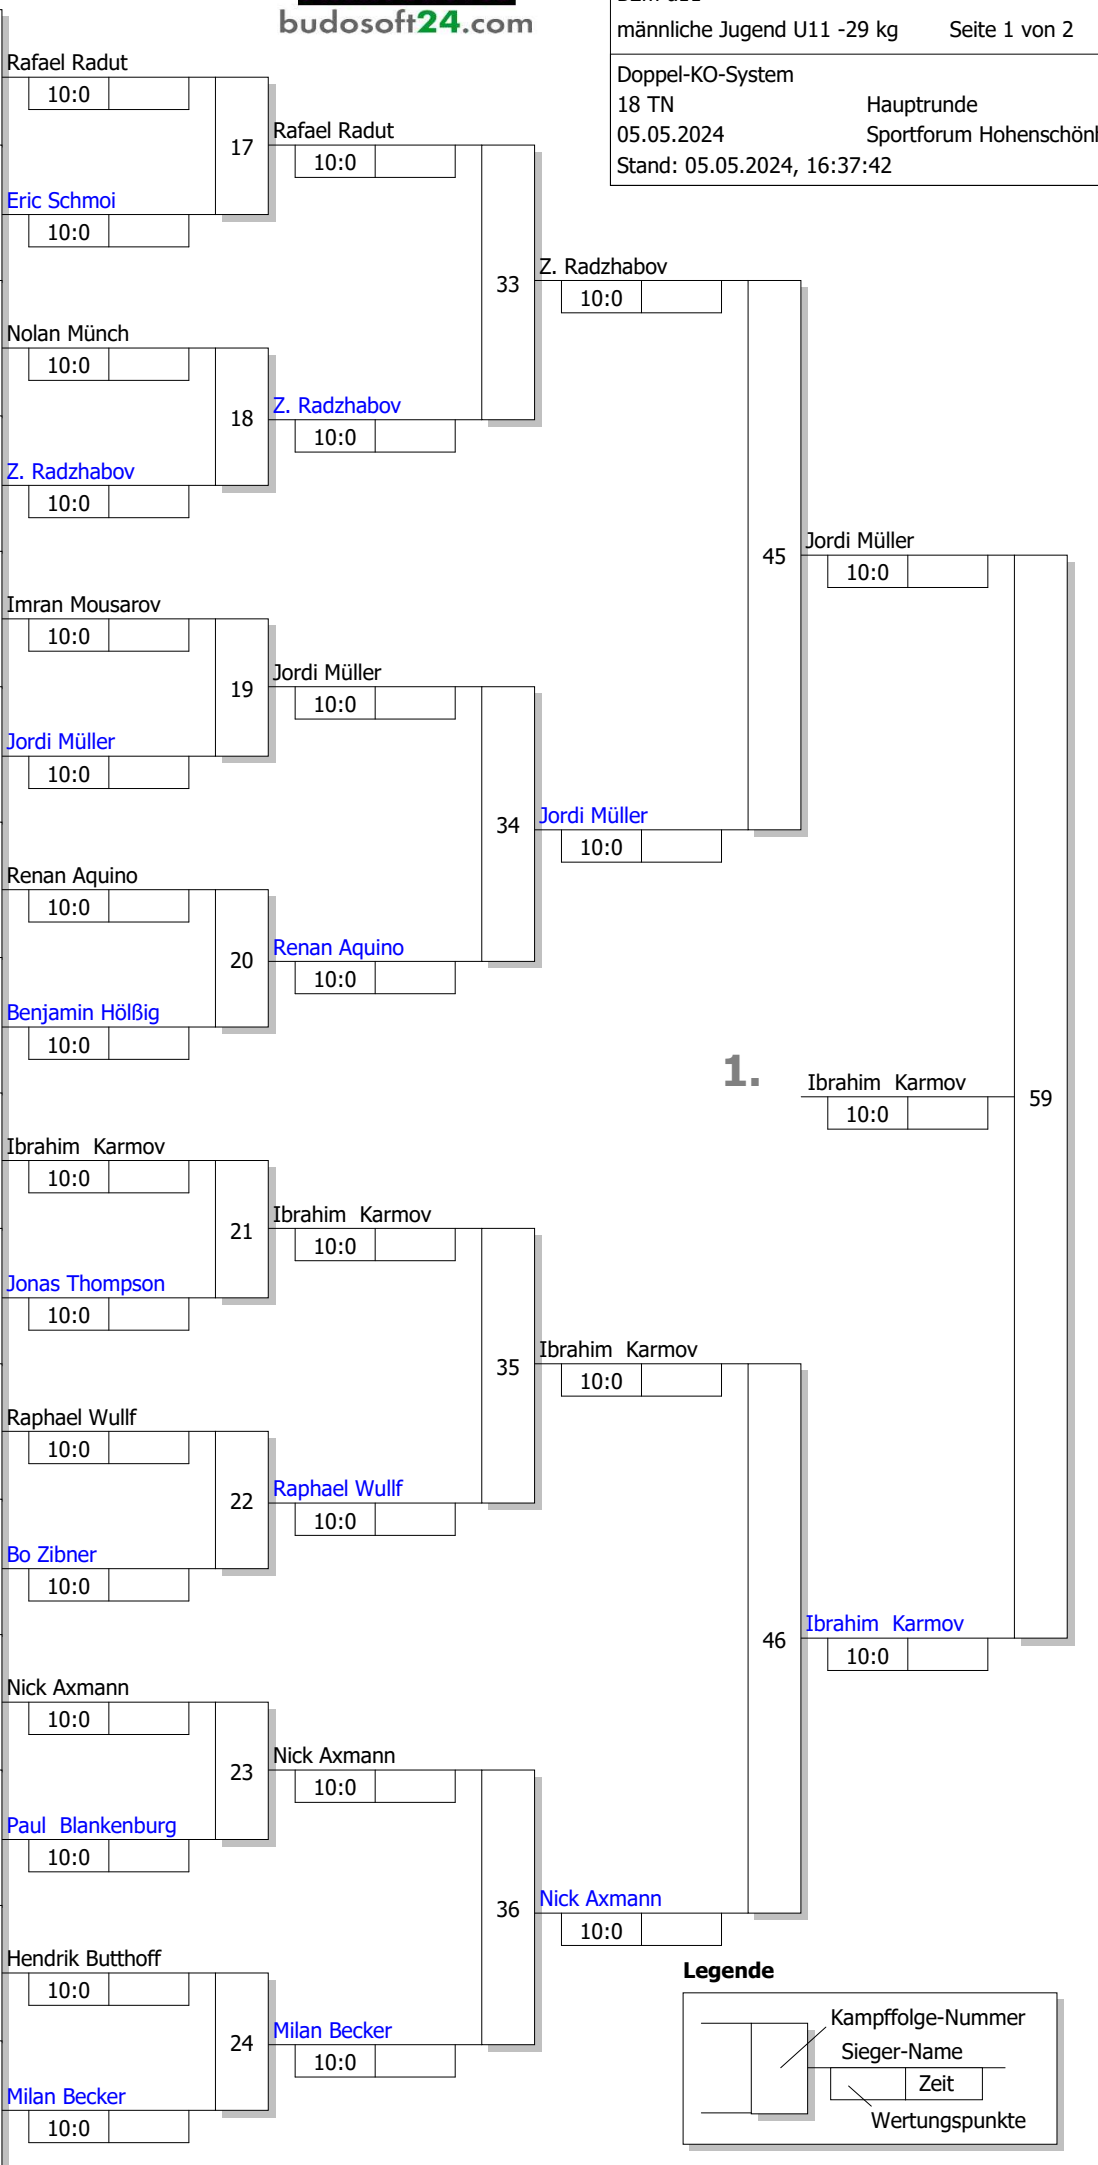 budosoft24.com
männliche Jugend U11 -29 kg Seite 1 von 2
Doppel-KO-System
18 TN Hauptrunde
05.05.2024 Sportforum Hohenschönh
Stand: 05.05.2024, 16:37:42
Rafael Radut
10:0
17
Rafael Radut
10:0
Eric Schmoi
10:0
33
Z. Radzhabov
10:0
Nolan Münch
10:0
18
Z. Radzhabov
10:0
Z. Radzhabov
10:0
45
Jordi Müller
10:0
Imran Mousarov
10:0
19
Jordi Müller
10:0
Jordi Müller
10:0
34
Jordi Müller
10:0
Renan Aquino
10:0
20
Renan Aquino
10:0
Benjamin Hölßig
10:0
1.
Ibrahim Karmov
10:0
59
Ibrahim Karmov
10:0
21
Ibrahim Karmov
10:0
Jonas Thompson
10:0
35
Ibrahim Karmov
10:0
Raphael Wullf
10:0
22
Raphael Wullf
10:0
Bo Zibner
10:0
46
Ibrahim Karmov
10:0
Nick Axmann
10:0
23
Nick Axmann
10:0
Paul Blankenburg
10:0
36
Nick Axmann
10:0
Hendrik Butthoff
10:0
24
Milan Becker
10:0
Milan Becker
10:0
Legende
Kampffolge-Nummer
Sieger-Name
Zeit
Wertungspunkte